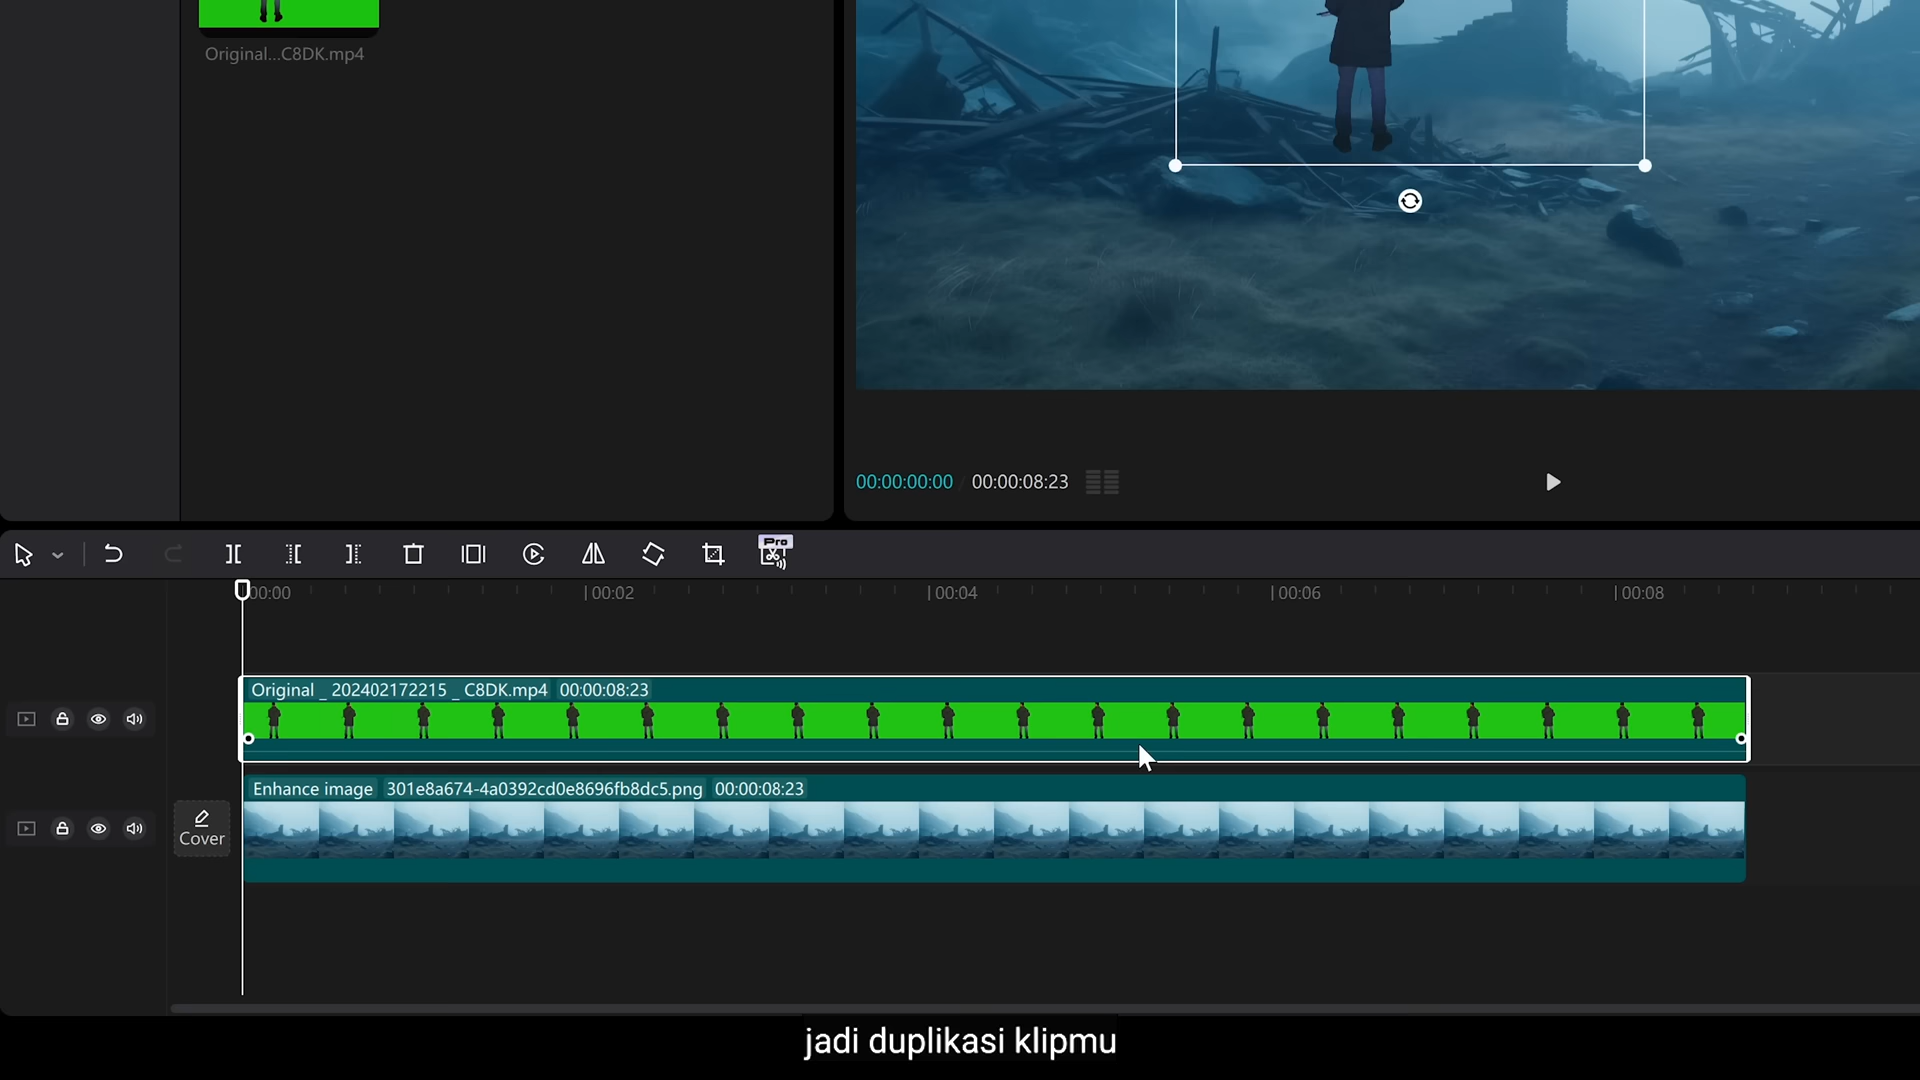 Original...C8DK.mp4
00:00:00:00 00:00:08:23
Pro
00:00 00:02 00:04 00:06 00:08
Original _ 202402172215 _ C8DK.mp4 00:00:08:23
Enhance image 301e8a674-4a0392cd0e8696fb8dc5.png 00:00:08:23
Cover
jadi duplikasi klipmu